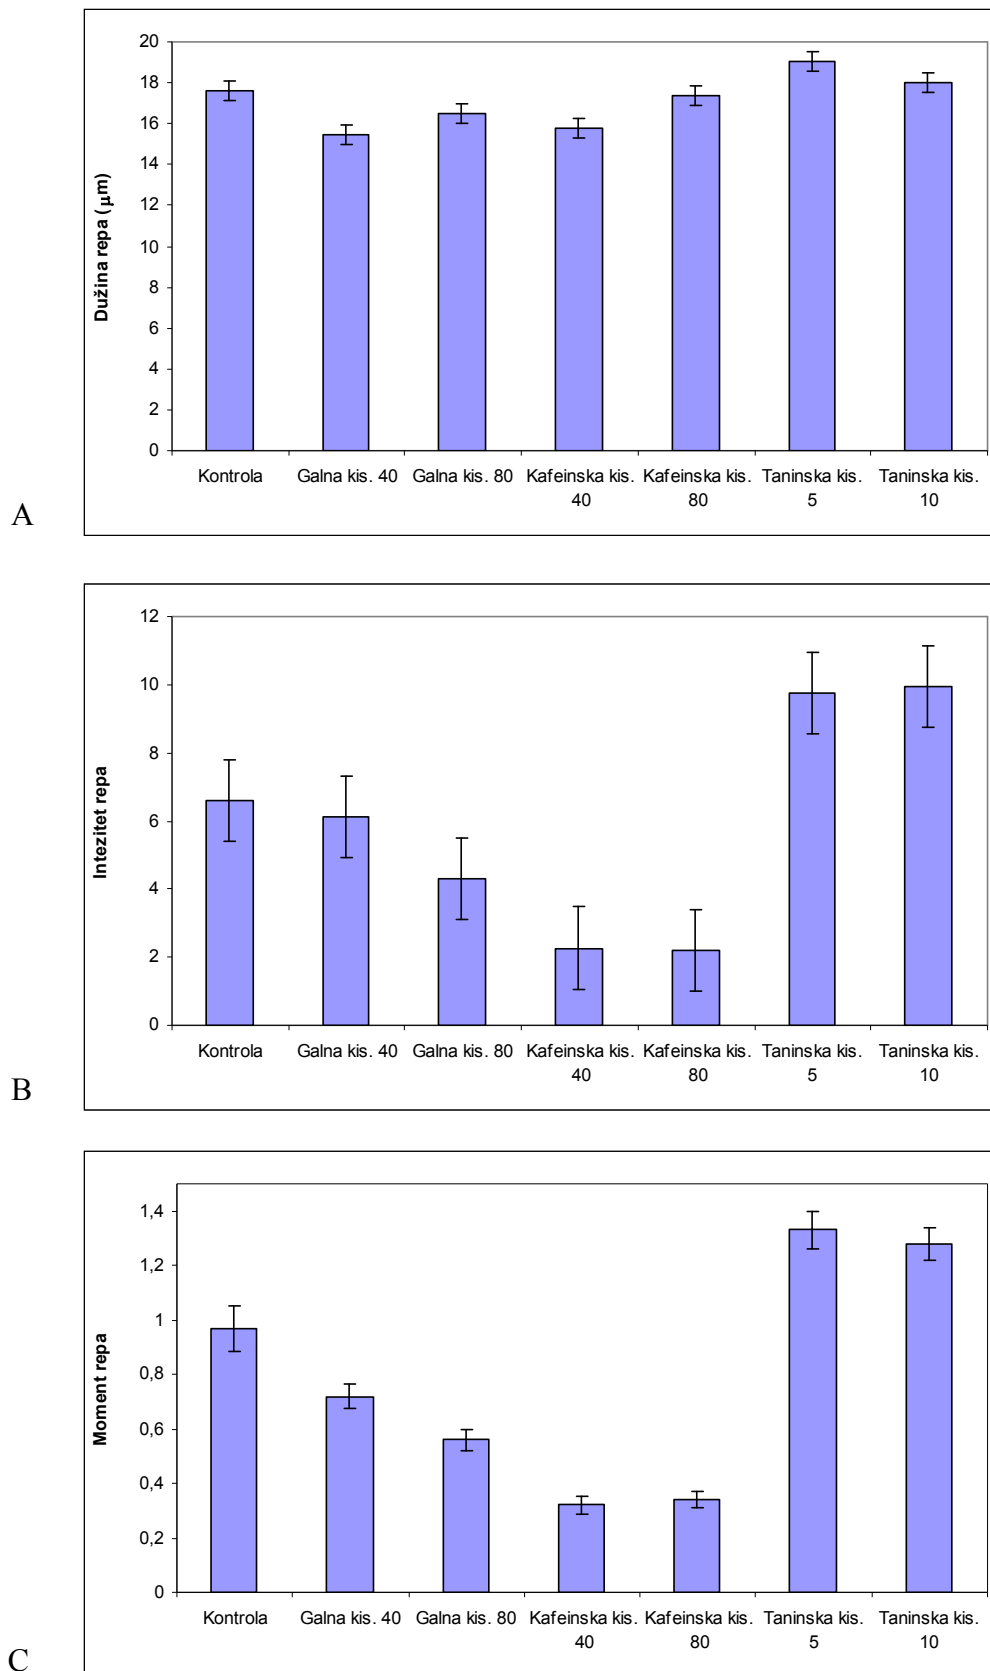 20
18
16
14
12
10
8
6
4
2
0
Dužina repa (μm)
Kontrola Galna kis. 40 Galna kis. 80 Kafeinska kis. Kafeinska kis. Taninska kis. Taninska kis.
40 80 5 10
A
12
10
8
6
4
2
0
Intezitet repa
Kontrola Galna kis. 40 Galna kis. 80 Kafeinska kis. Kafeinska kis. Taninska kis. Taninska kis.
40 80 5 10
B
1,4
1,2
1
0,8
0,6
0,4
0,2
0
Moment repa
Kontrola Galna kis. 40 Galna kis. 80 Kafeinska kis. Kafeinska kis. Taninska kis. Taninska kis.
40 80 5 10
C